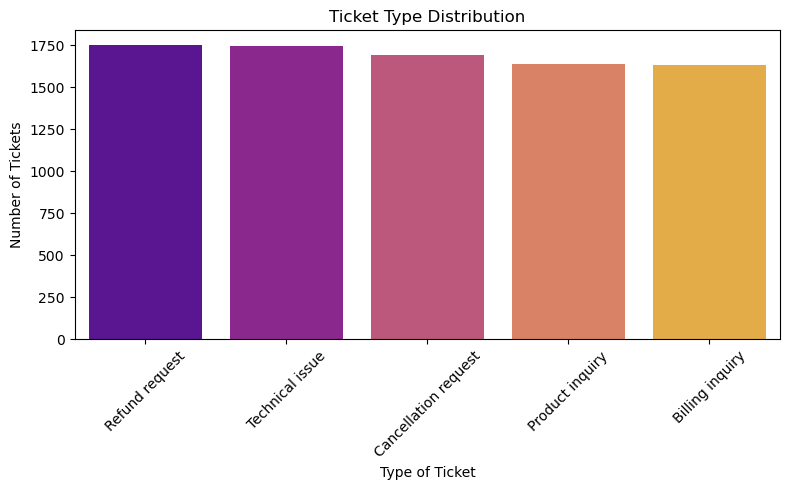 Ticket Type Distribution
Number of Tickets
1750
1500
1250
1000
750
500
250
0
Refund request
Technical issue
Cancellation request
Product inquiry
Billing inquiry
Type of Ticket